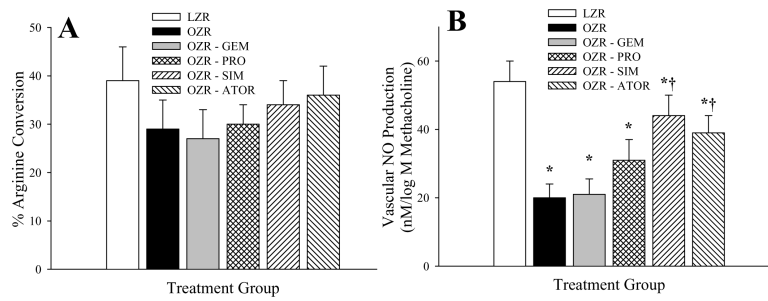 A
LZR
OZR
OZR - GEM
OZR - PRO
OZR - SIM
OZR - ATOR
% Arginine Conversion
50
40
30
20
10
0
Treatment Group
B
LZR
OZR
OZR - GEM
OZR - PRO
OZR - SIM
OZR - ATOR
Vascular NO Production
(nM/log M Methacholine)
60
40
20
0
*
*
*
*†
*†
Treatment Group